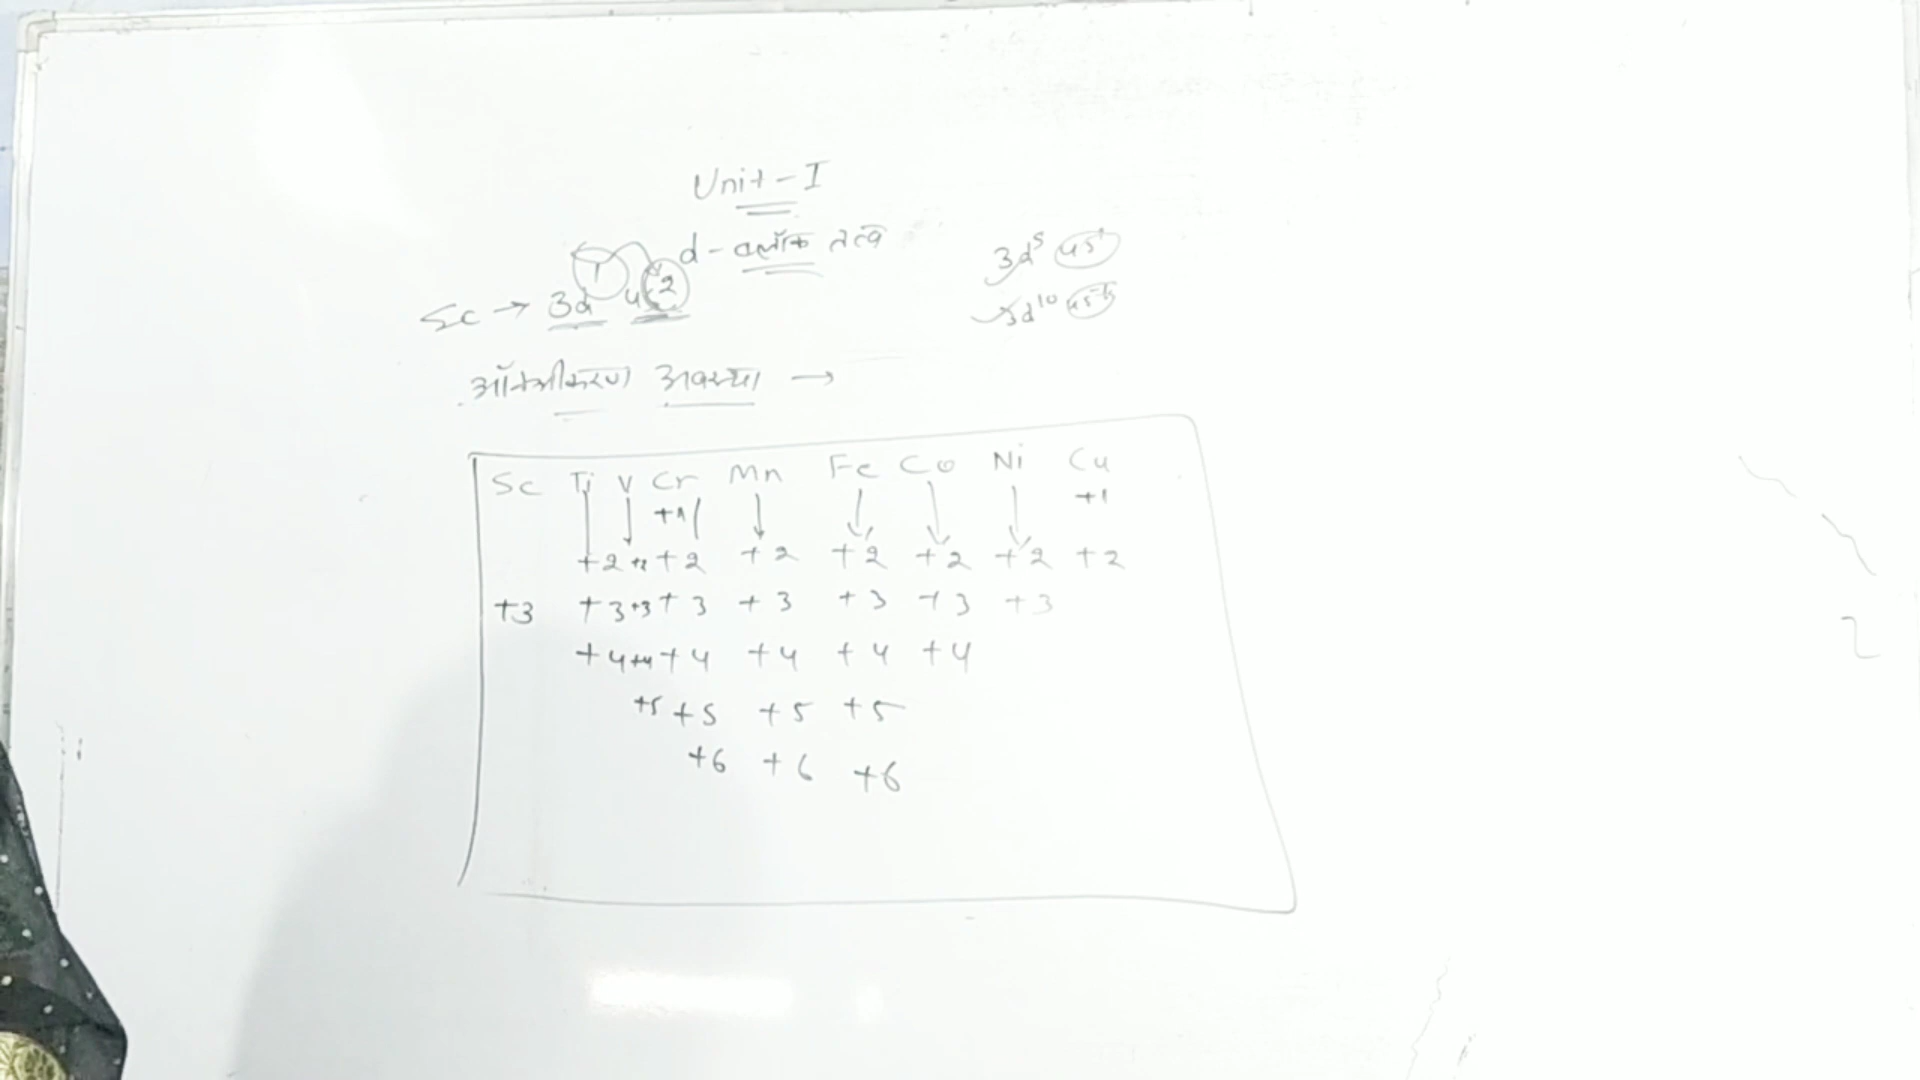 Unit-I
d-ब्लॉक तत्व
3d⁵ 4s¹
Sc → 3d¹ 4s²
3d¹⁰ 4s¹
ऑक्सीकरण अवस्था →
Sc Ti V Cr Mn Fe Co Ni Cu
+1 +1
+2 +2 +2 +2 +2 +2 +2 +2
+3 +3 +3 +3 +3 +3 +3 +3
+4 +4 +4 +4 +4 +4
+5 +5 +5 +5
+6 +6 +6